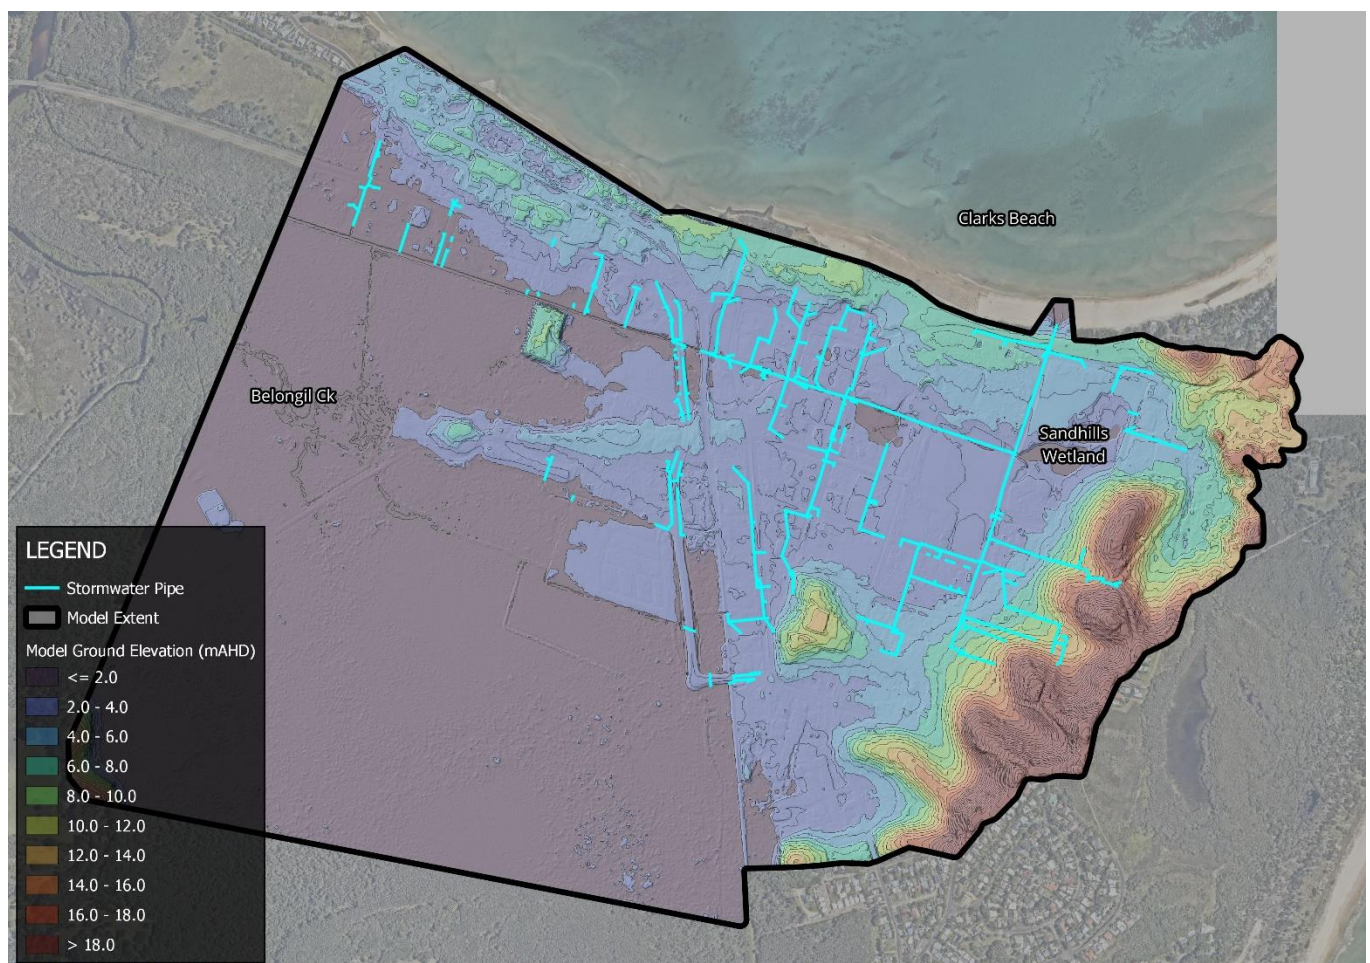 Clarks Beach
Belongil Ck
Sandhills
Wetland
LEGEND
Stormwater Pipe
Model Extent
Model Ground Elevation (mAHD)
<= 2.0
2.0 - 4.0
4.0 - 6.0
6.0 - 8.0
8.0 - 10.0
10.0 - 12.0
12.0 - 14.0
14.0 - 16.0
16.0 - 18.0
> 18.0